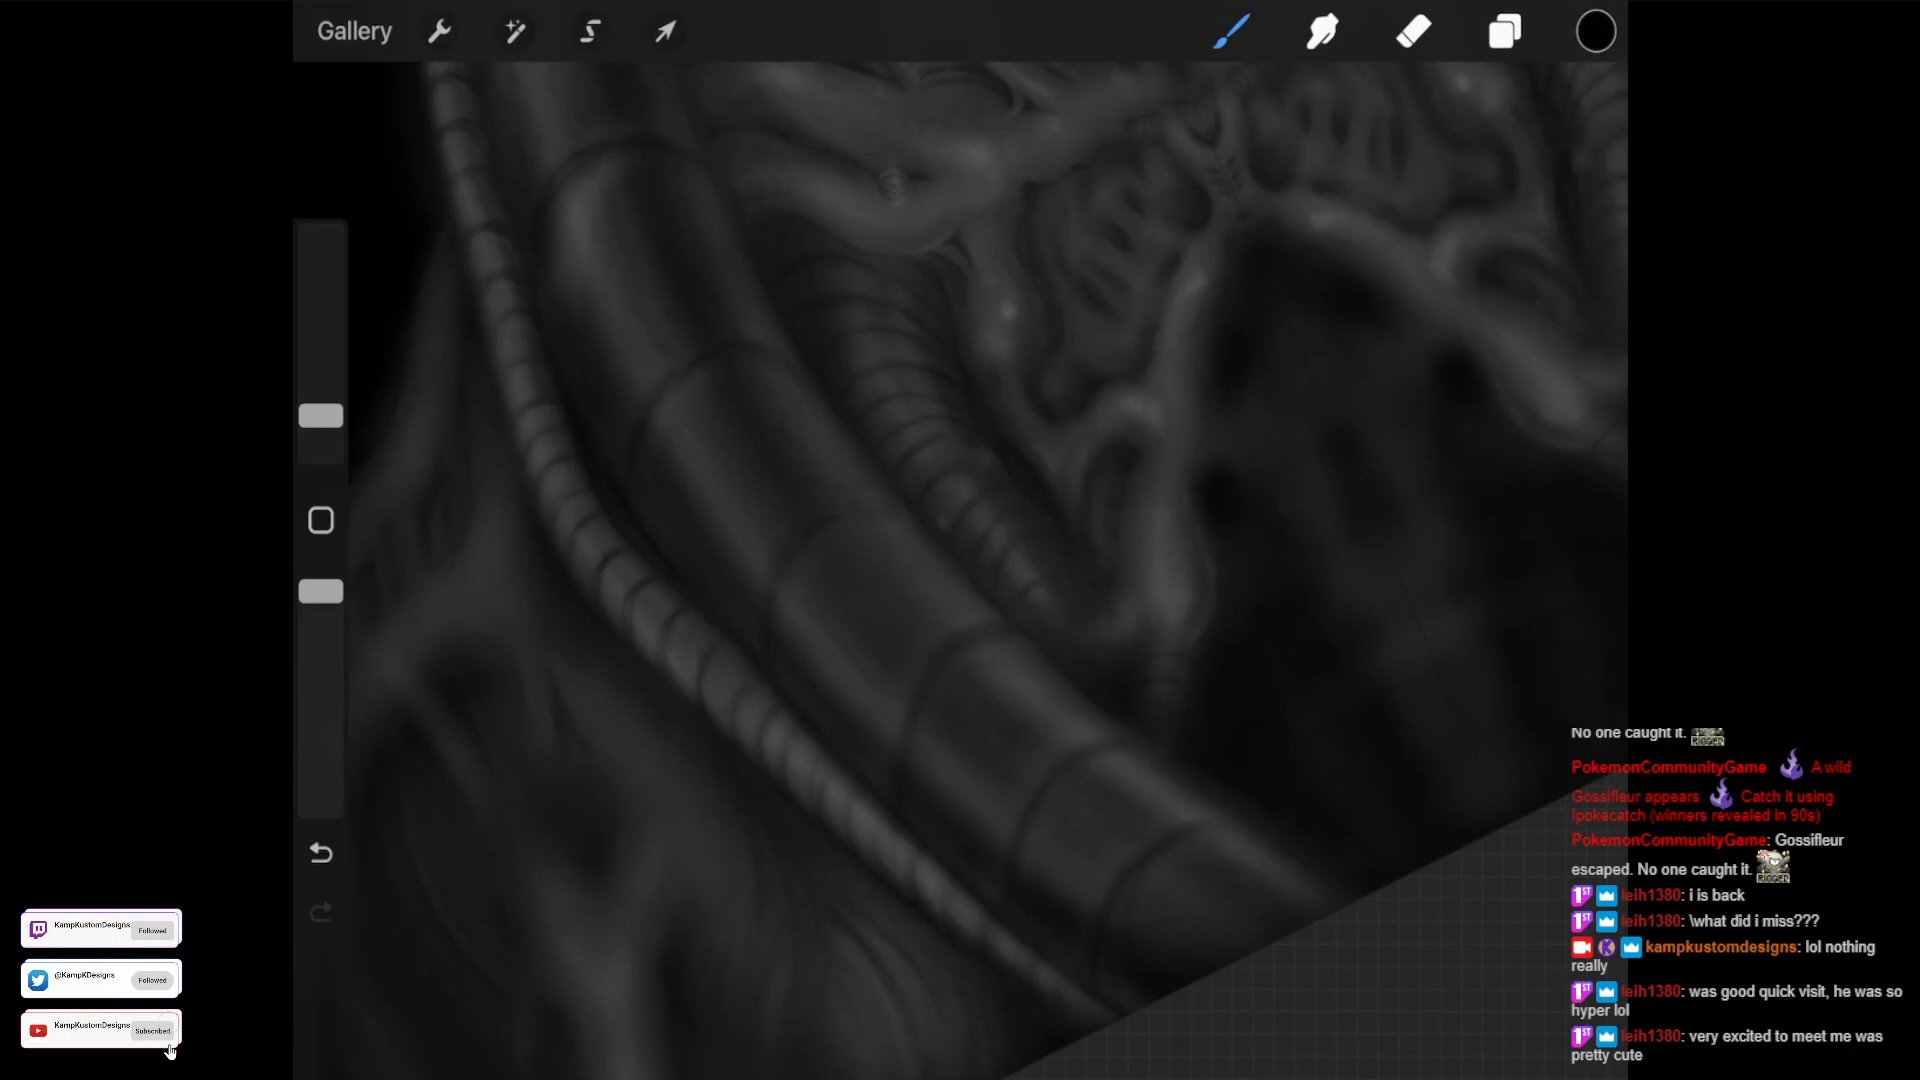 Gallery
No one caught it.
PokemonCommunityGame A wild
Gossifleur appears Catch it using
!pokecatch (winners revealed in 90s)
PokemonCommunityGame: Gossifleur
escaped. No one caught it.
leih1380: i is back
leih1380: \what did i miss???
kampkustomdesigns: lol nothing
really
leih1380: was good quick visit, he was so
hyper lol
leih1380: very excited to meet me was
pretty cute
KampKustomDesigns Followed
@KampKDesigns Followed
KampKustomDesigns Subscribed